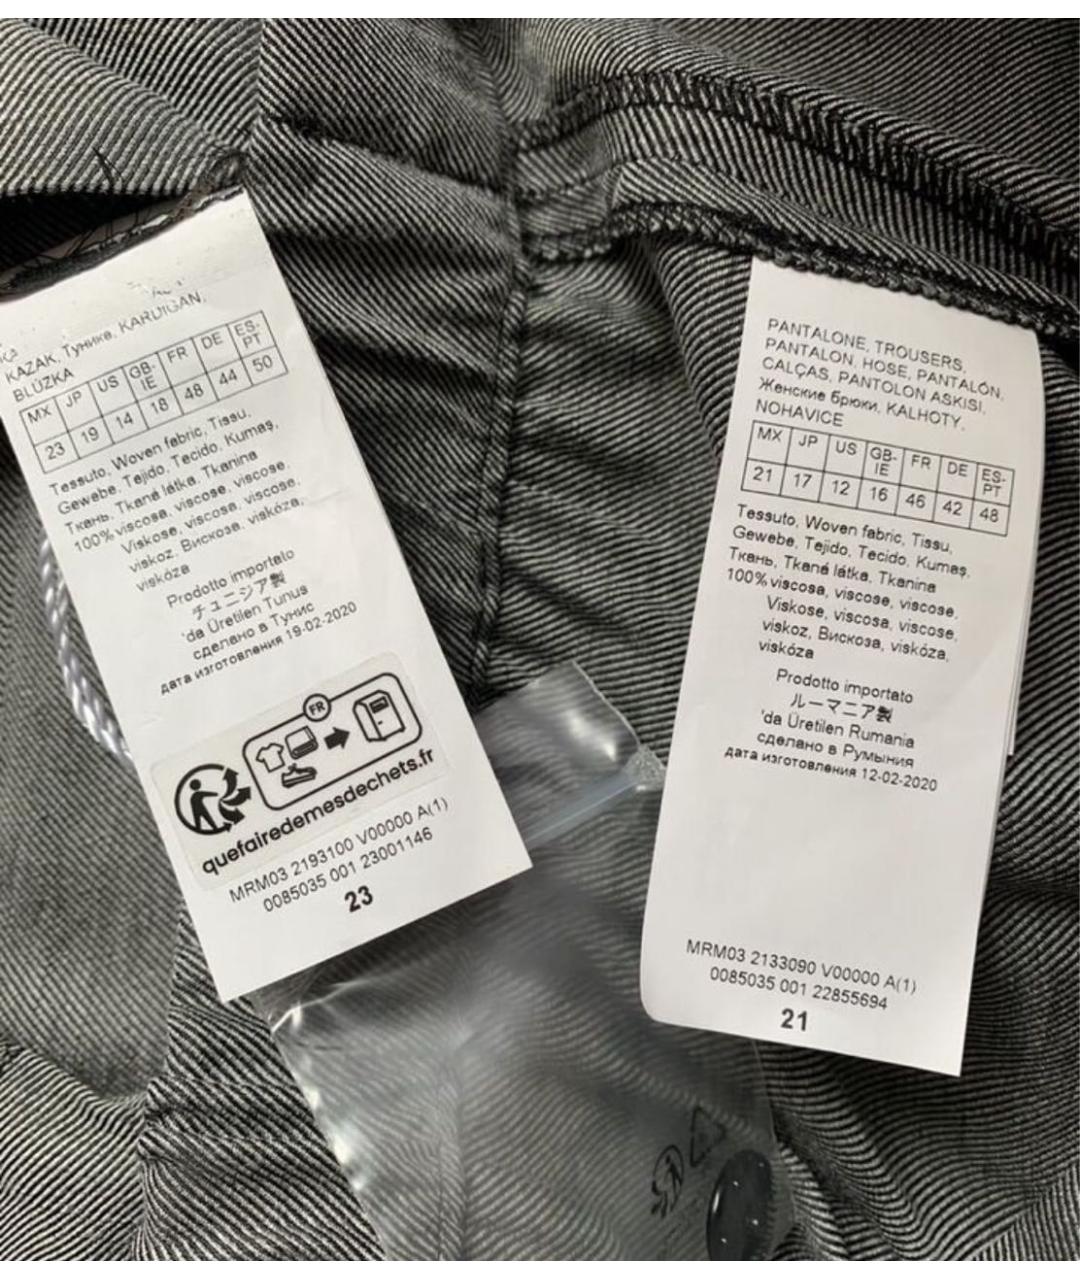 KAZAK, Тунике, KARDIGAN,
BLÚZKA
MX JP US GB-IE FR DE ES-PT
23 19 14 18 48 44 50
Tessuto, Woven fabric, Tissu,
Gewebe, Tejido, Tecido, Kumaş,
Ткань, Tkaná látka, Tkanina
100% viscosa, viscose, viscose,
Viskose, viscosa, viscose,
viskoz, Вискоза, viskóza,
viskóza
Prodotto importato
チュニジア製
'da Üretilen Tunus
сделано в Тунис
дата изготовления 19-02-2020
FR
quefairedemesdechets.fr
MRM03 2193100 V00000 A(1)
0085035 001 23001146
23
PANTALONE, TROUSERS,
PANTALON, HOSE, PANTALÓN,
CALÇAS, PANTOLON ASKISI,
Женские брюки, KALHOTY,
NOHAVICE
MX JP US GB-IE FR DE ES-PT
21 17 12 16 46 42 48
Tessuto, Woven fabric, Tissu,
Gewebe, Tejido, Tecido, Kumaş,
Ткань, Tkaná látka, Tkanina
100% viscosa, viscose, viscose,
Viskose, viscosa, viscose,
viskoz, Вискоза, viskóza,
viskóza
Prodotto importato
ルーマニア製
'da Üretilen Rumania
сделано в Румыния
дата изготовления 12-02-2020
MRM03 2133090 V00000 A(1)
0085035 001 22855694
21